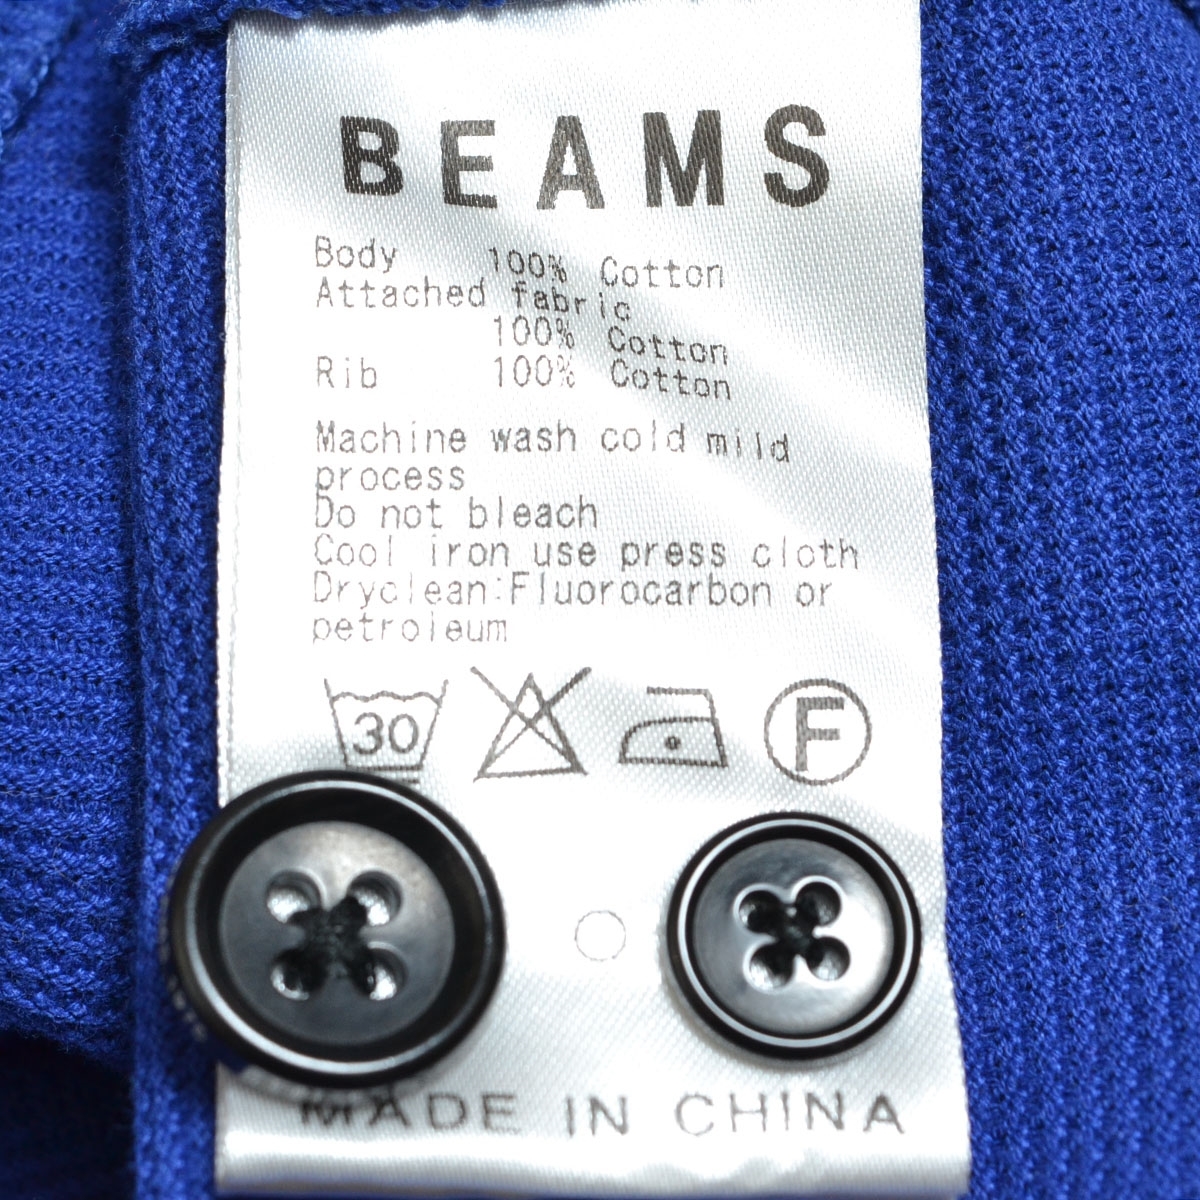 BEAMS
Body 100% Cotton
Attached fabric
100% Cotton
Rib 100% Cotton
Machine wash cold mild
process
Do not bleach
Cool iron use press cloth
Dryclean:Fluorocarbon or
petroleum
30 F
MADE IN CHINA